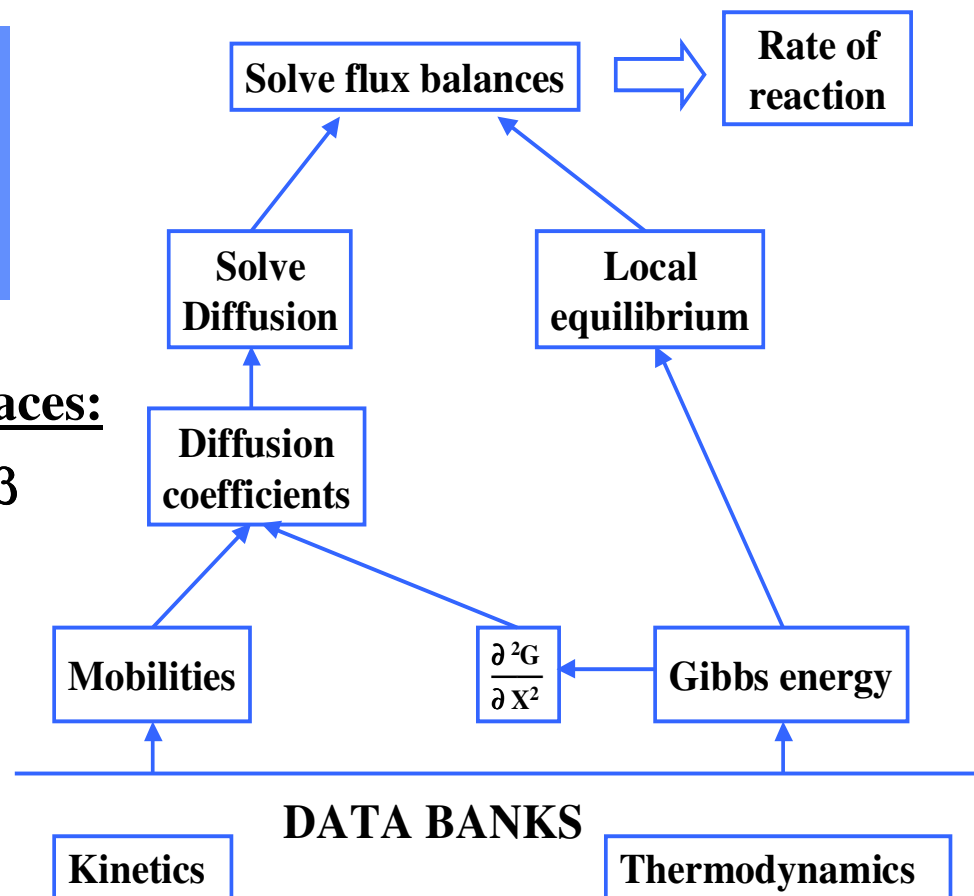 Solve flux balances
Rate of
reaction
Solve
Diffusion
Local
equilibrium
aces:
β
Diffusion
coefficients
Mobilities
∂ ²G
∂ X²
Gibbs energy
DATA BANKS
Kinetics
Thermodynamics